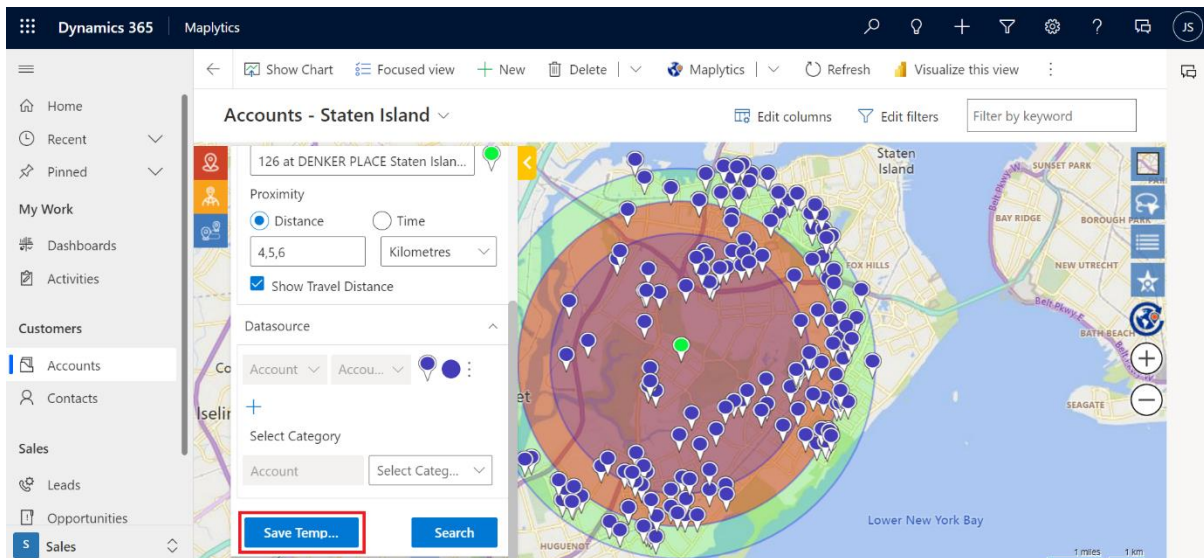 Dynamics 365 Maplytics JS
Show Chart Focused view New Delete Maplytics Refresh Visualize this view
Home
Recent
Pinned
My Work
Dashboards
Activities
Customers
Accounts
Contacts
Sales
Leads
Opportunities
S Sales
Accounts - Staten Island
Edit columns Edit filters Filter by keyword
126 at DENKER PLACE Staten Islan...
Proximity
Distance Time
4,5,6 Kilometres
Show Travel Distance
Datasource
Account Accou...
Select Category
Account Select Categ...
Save Temp... Search
Staten
Island
SUNSET PARK
Belt Pkwy W
BAY RIDGE
BOROUGH PARK
FOX HILLS
NEW UTRECHT
Belt Pkwy E
BATH BEACH
SEAGATE
Iselin
Lower New York Bay
HUGUENOT
1 miles 1 km